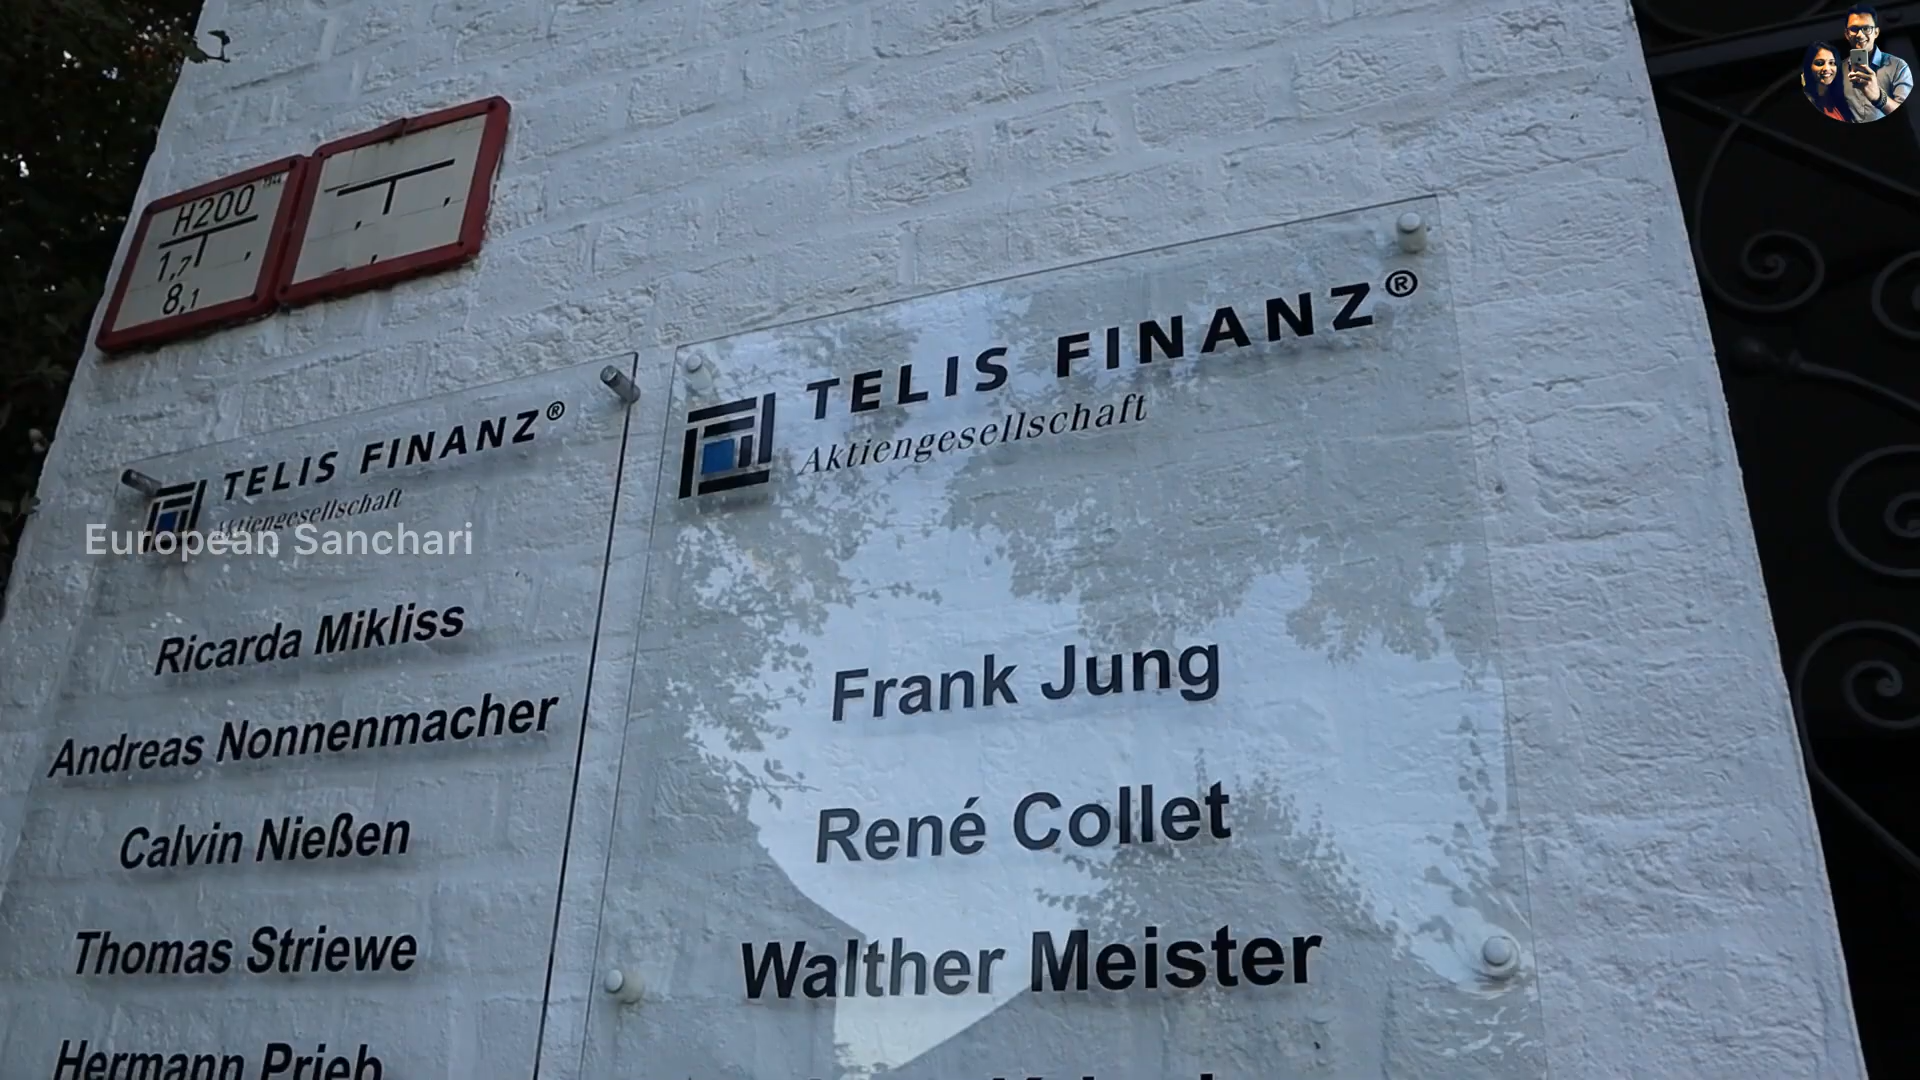 H200
1,7
8,1
TELIS FINANZ®
Aktiengesellschaft
Ricarda Mikliss
Andreas Nonnenmacher
Calvin Nießen
Thomas Striewe
Hermann Prieb
TELIS FINANZ®
Aktiengesellschaft
Frank Jung
René Collet
Walther Meister
European Sanchari